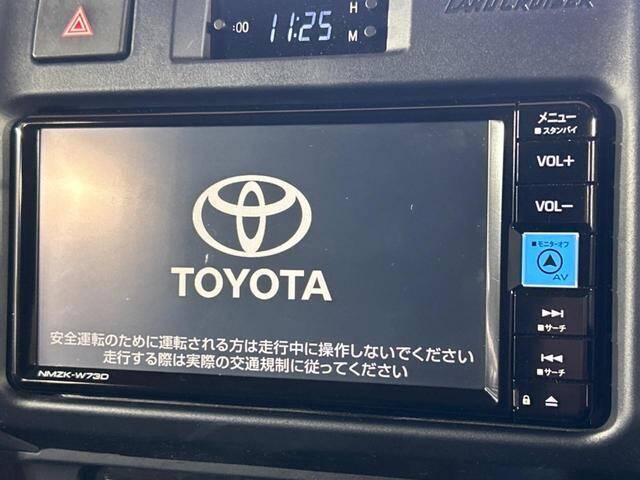 :00
11:25
H
M
LANDCRUISER
メニュー
■スタンバイ
VOL+
VOL−
■モニターオフ
AV
■サーチ
■サーチ
TOYOTA
安全運転のために運転される方は走行中に操作しないでください
走行する際は実際の交通規制に従ってください
NMZK-W73D